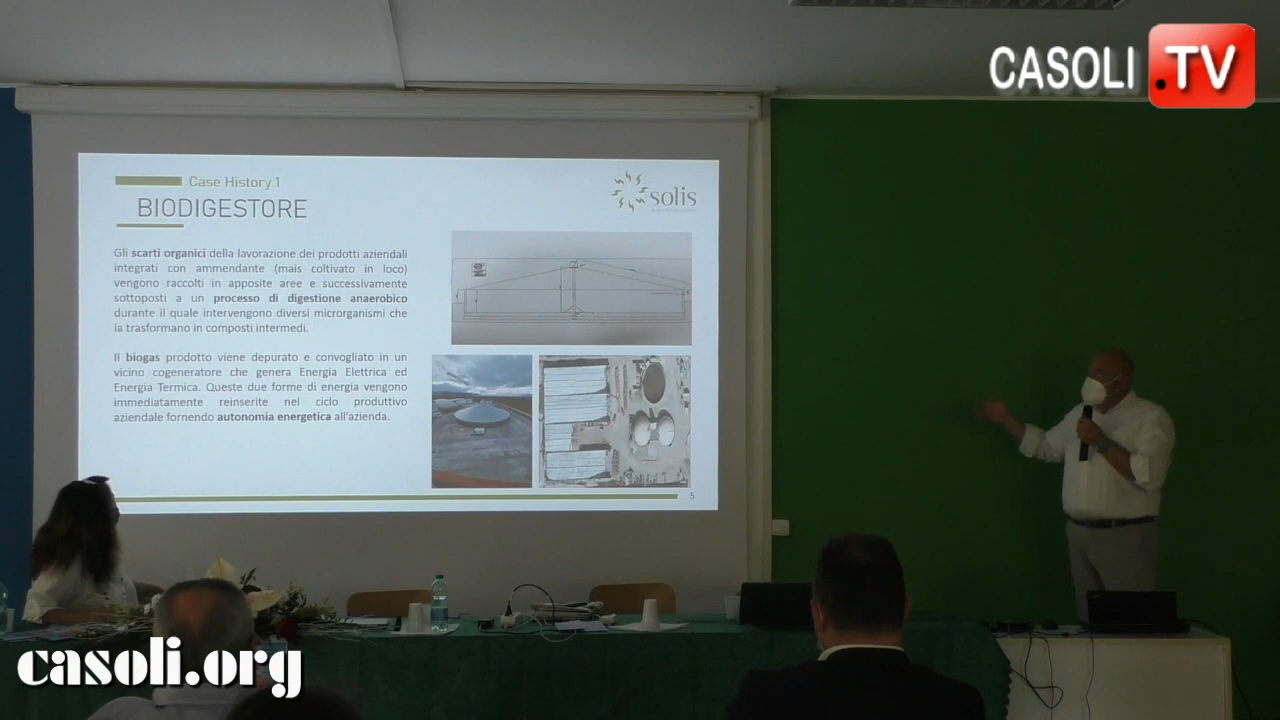 CASOLI.TV
Case History 1
BIODIGESTORE
solis
Gli scarti organici della lavorazione dei prodotti aziendali
integrati con ammendante (mais coltivato in loco)
vengono raccolti in apposite aree e successivamente
sottoposti a un processo di digestione anaerobico
durante il quale intervengono diversi microrganismi che
la trasformano in composti intermedi.
Il biogas prodotto viene depurato e convogliato in un
vicino cogeneratore che genera Energia Elettrica ed
Energia Termica. Queste due forme di energia vengono
immediatamente reinserite nel ciclo produttivo
aziendale fornendo autonomia energetica all'azienda.
5
casoli.org